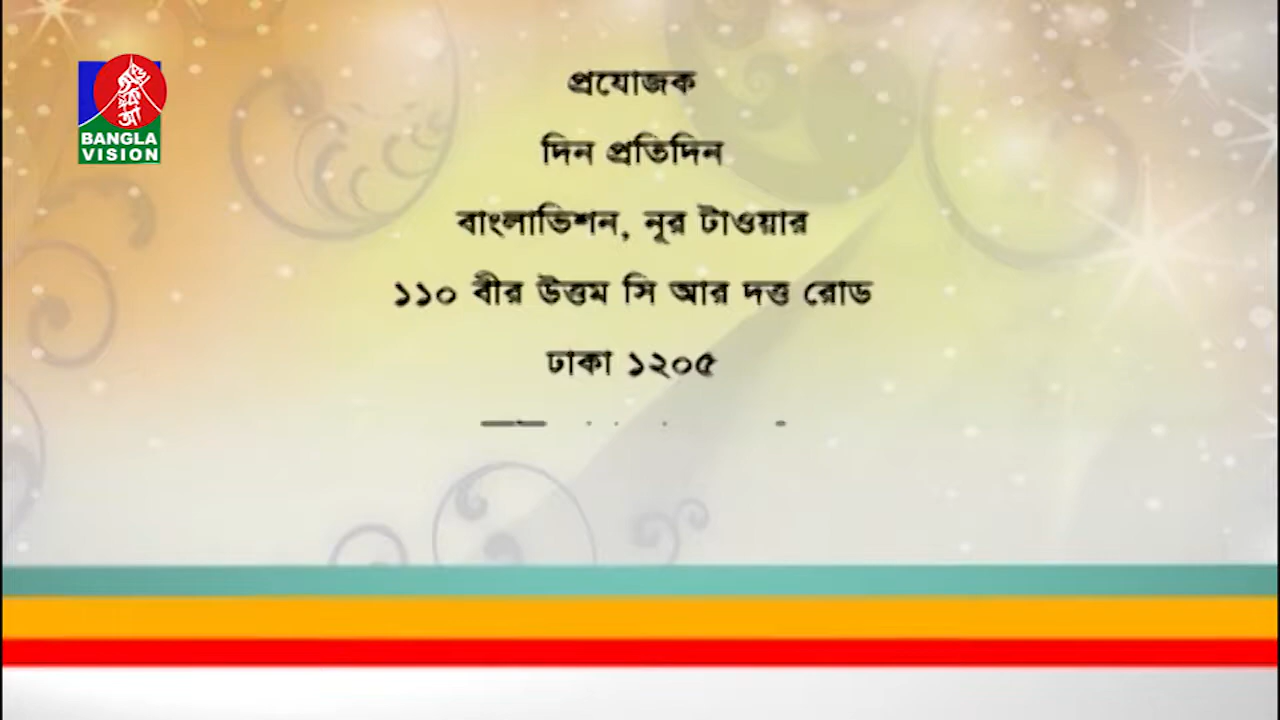 BANGLA
VISION
প্রযোজক
দিন প্রতিদিন
বাংলাভিশন, নূর টাওয়ার
১১০ বীর উত্তম সি আর দত্ত রোড
ঢাকা ১২০৫